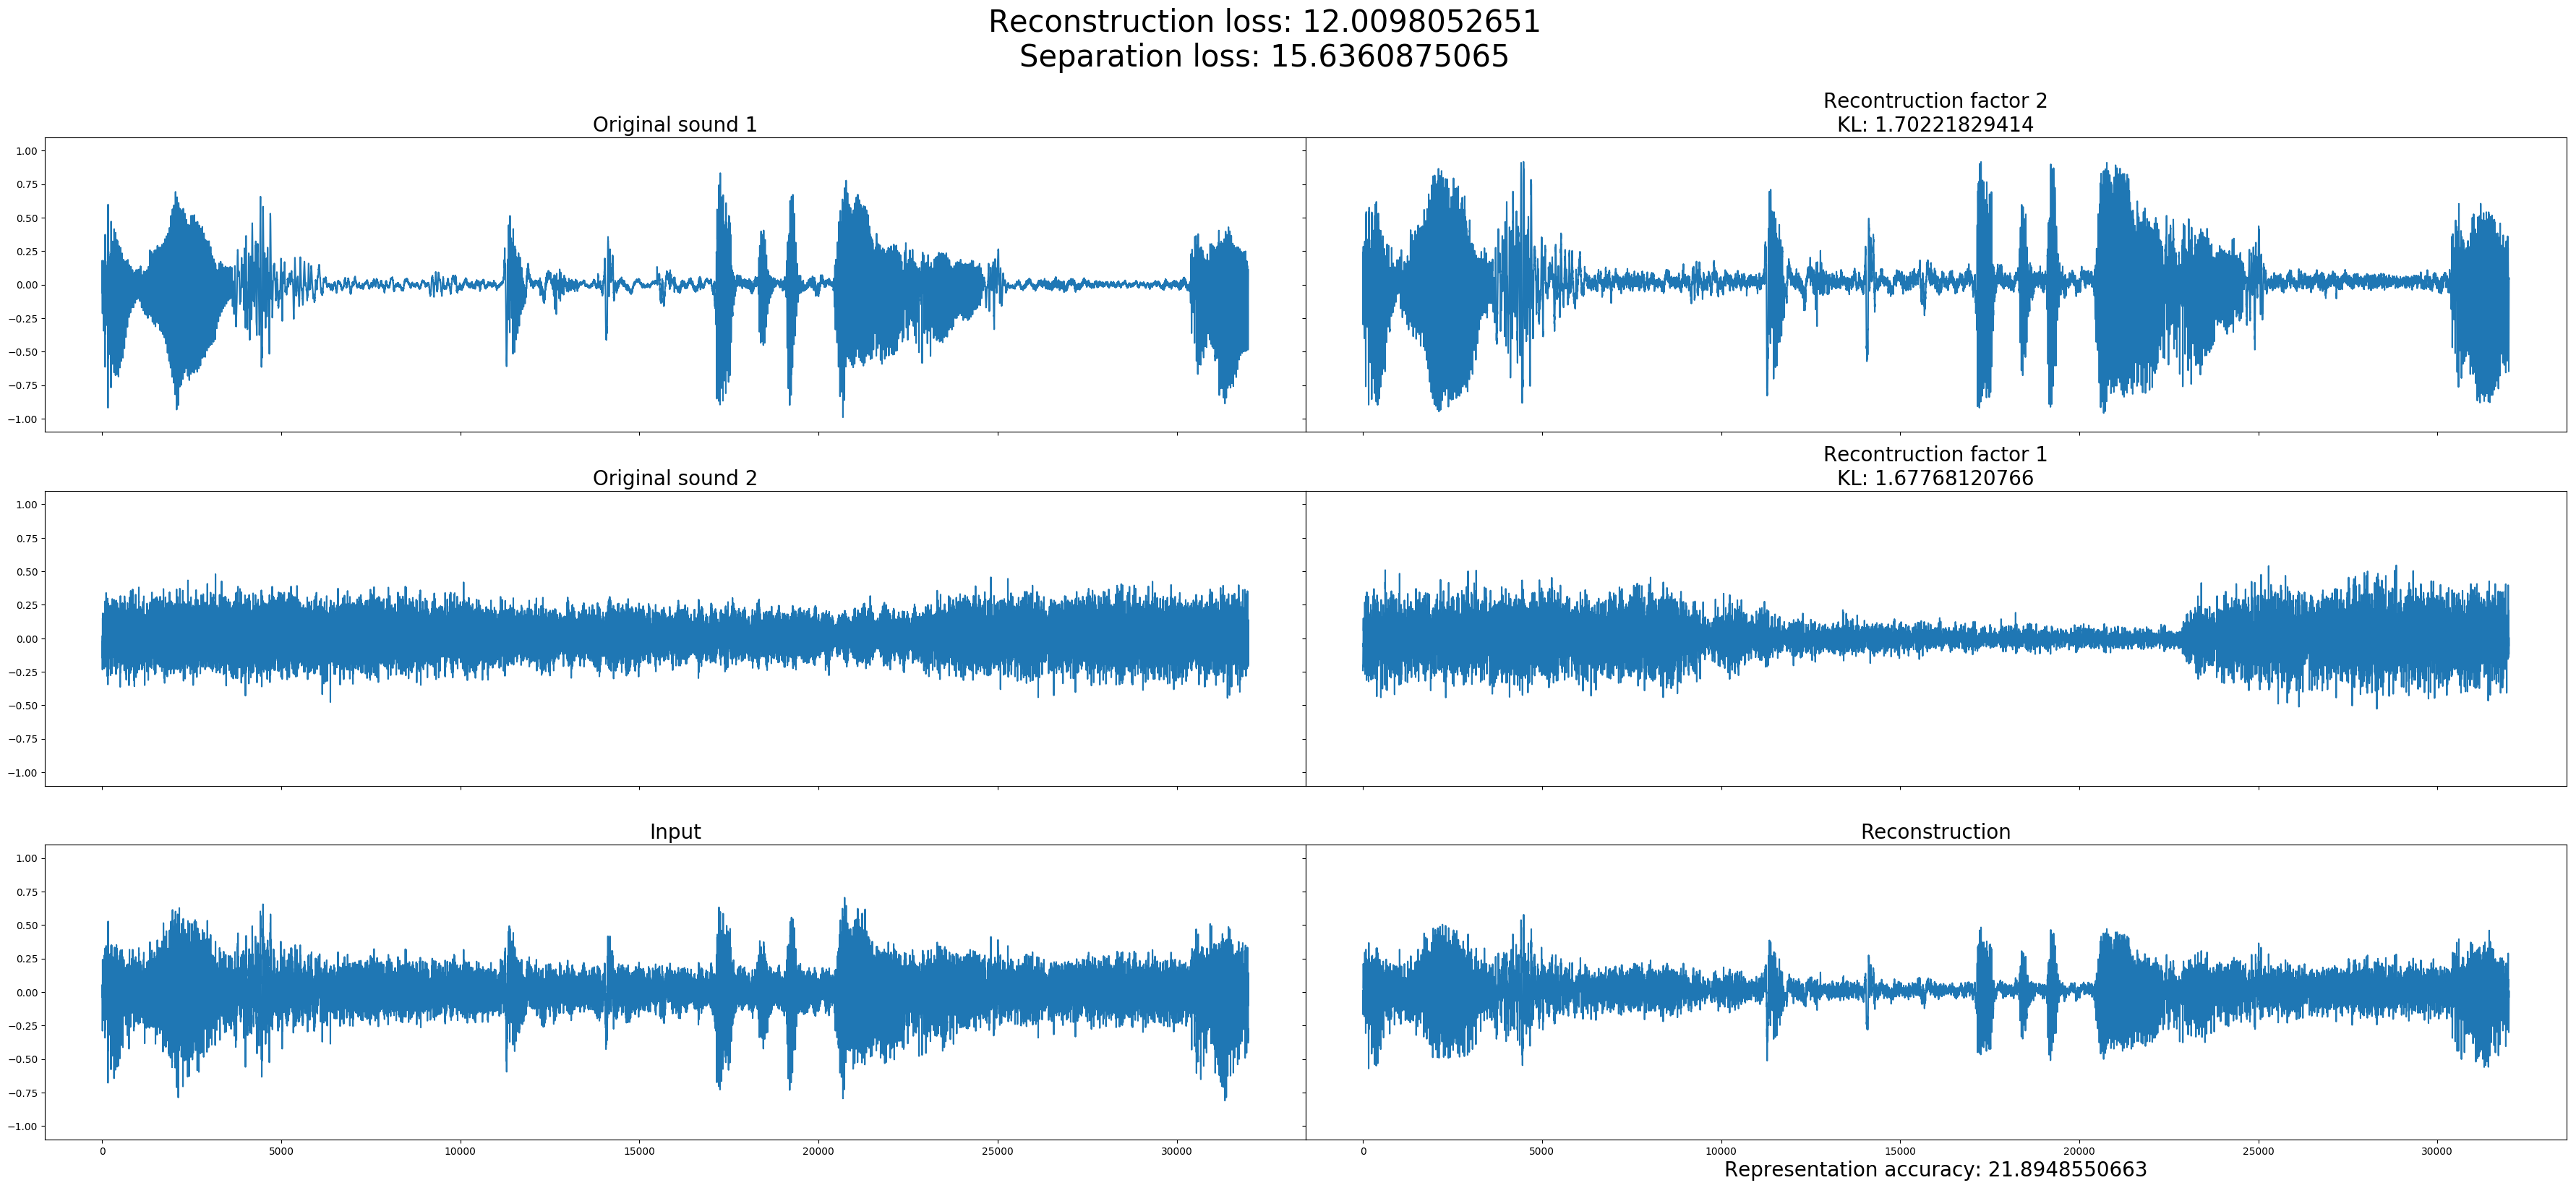 Reconstruction loss: 12.0098052651
Separation loss: 15.6360875065
Original sound 1
Recontruction factor 2
KL: 1.70221829414
1.00
0.75
0.50
0.25
0.00
−0.25
−0.50
−0.75
−1.00
Original sound 2
Recontruction factor 1
KL: 1.67768120766
1.00
0.75
0.50
0.25
0.00
−0.25
−0.50
−0.75
−1.00
Input
Reconstruction
1.00
0.75
0.50
0.25
0.00
−0.25
−0.50
−0.75
−1.00
0 5000 10000 15000 20000 25000 30000 0 5000 10000 15000 20000 25000 30000
Representation accuracy: 21.8948550663